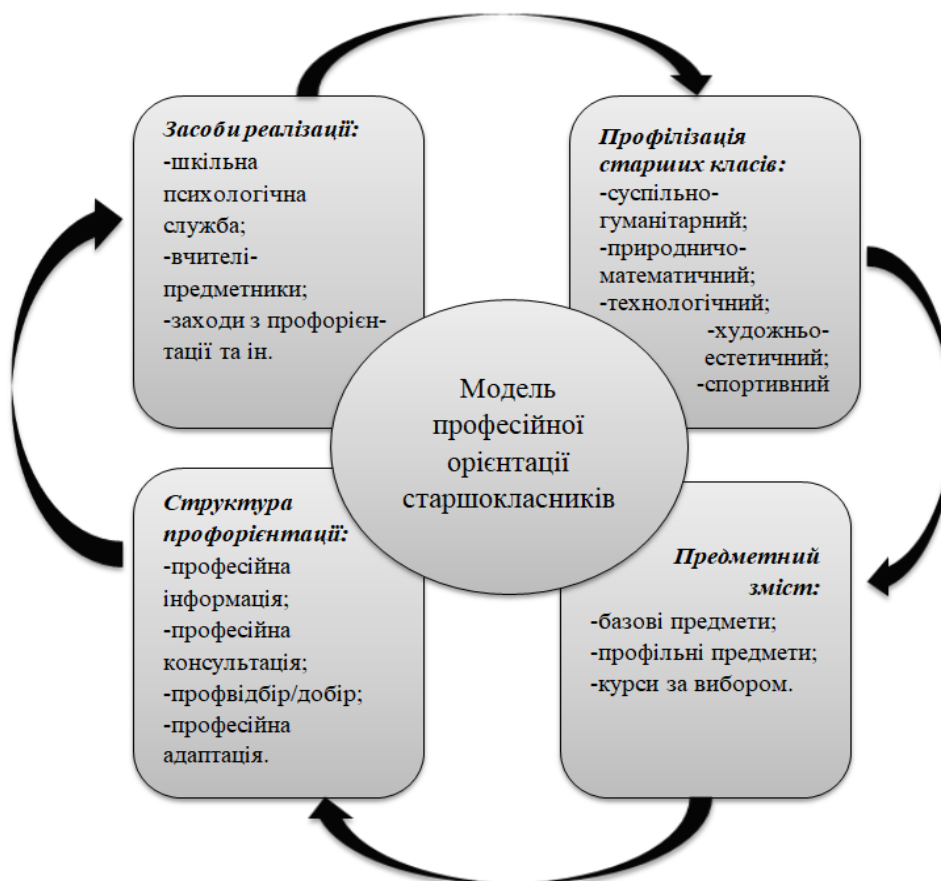 Засоби реалізації:
-шкільна
психологічна
служба;
-вчителі-
предметники;
-заходи з профорієн-
тації та ін.
Профілізація
старших класів:
-суспільно-
гуманітарний;
-природничо-
математичний;
-технологічний;
-художньо-
естетичний;
-спортивний
Модель
професійної
орієнтації
старшокласників
Структура
профорієнтації:
-професійна
інформація;
-професійна
консультація;
-профвідбір/добір;
-професійна
адаптація.
Предметний
зміст:
-базові предмети;
-профільні предмети;
-курси за вибором.